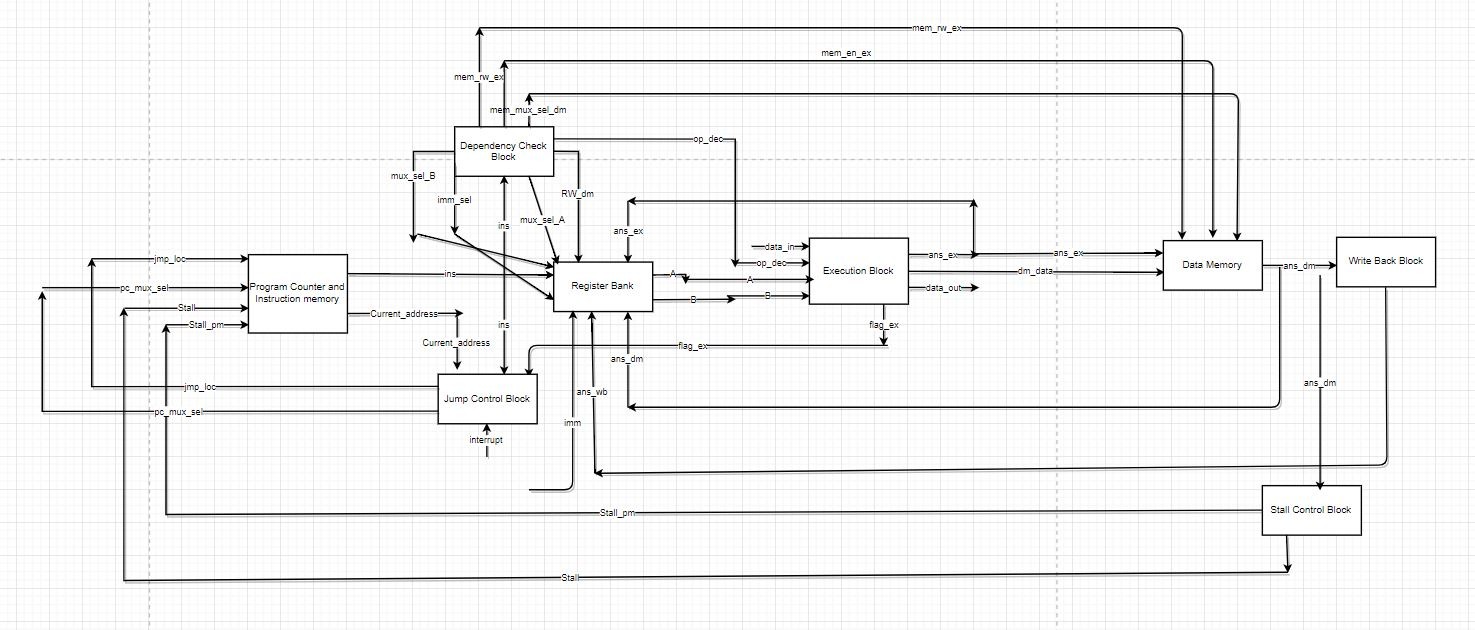 mem_rw_ex
mem_en_ex
mem_rw_ex
mem_mux_sel_dm
op_dec
Dependency Check
Block
mux_sel_B
imm_sel
RW_dm
mux_sel_A
ins
ans_ex
data_in
op_dec
jmp_loc
ins
A
A
B
B
Execution Block
ans_ex
ans_ex
dm_data
data_out
Data Memory
ans_dm
Write Back Block
pc_mux_sel
Program Counter and
Instruction memory
Register Bank
Stall
Stall_pm
Current_address
Current_address
ins
flag_ex
flag_ex
ans_dm
jmp_loc
pc_mux_sel
Jump Control Block
ans_wb
ans_dm
imm
interrupt
Stall_pm
Stall Control Block
Stall